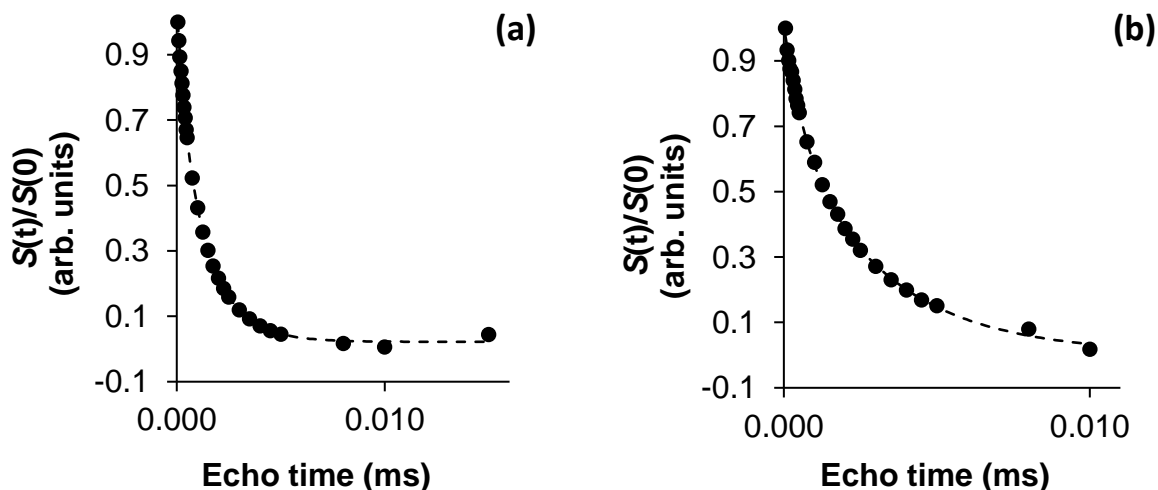 (a)
S(t)/S(0)
(arb. units)
0.9
0.7
0.5
0.3
0.1
-0.1
0.000
0.010
Echo time (ms)
(b)
S(t)/S(0)
(arb. units)
0.9
0.7
0.5
0.3
0.1
-0.1
0.000
0.010
Echo time (ms)